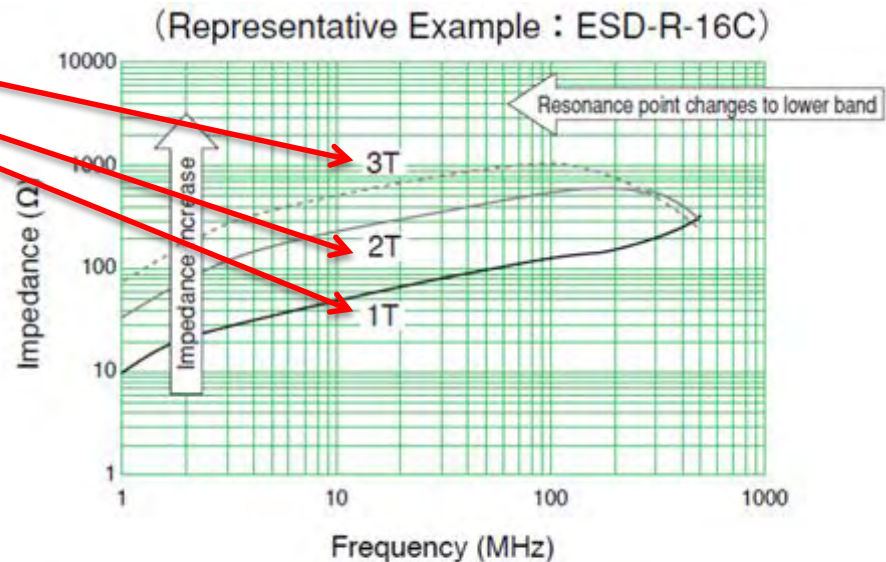 （Representative Example：ESD-R-16C）
10000
1000
100
10
1
Impedance (Ω)
Impedance increase
Resonance point changes to lower band
3T
2T
1T
1
10
100
1000
Frequency (MHz)